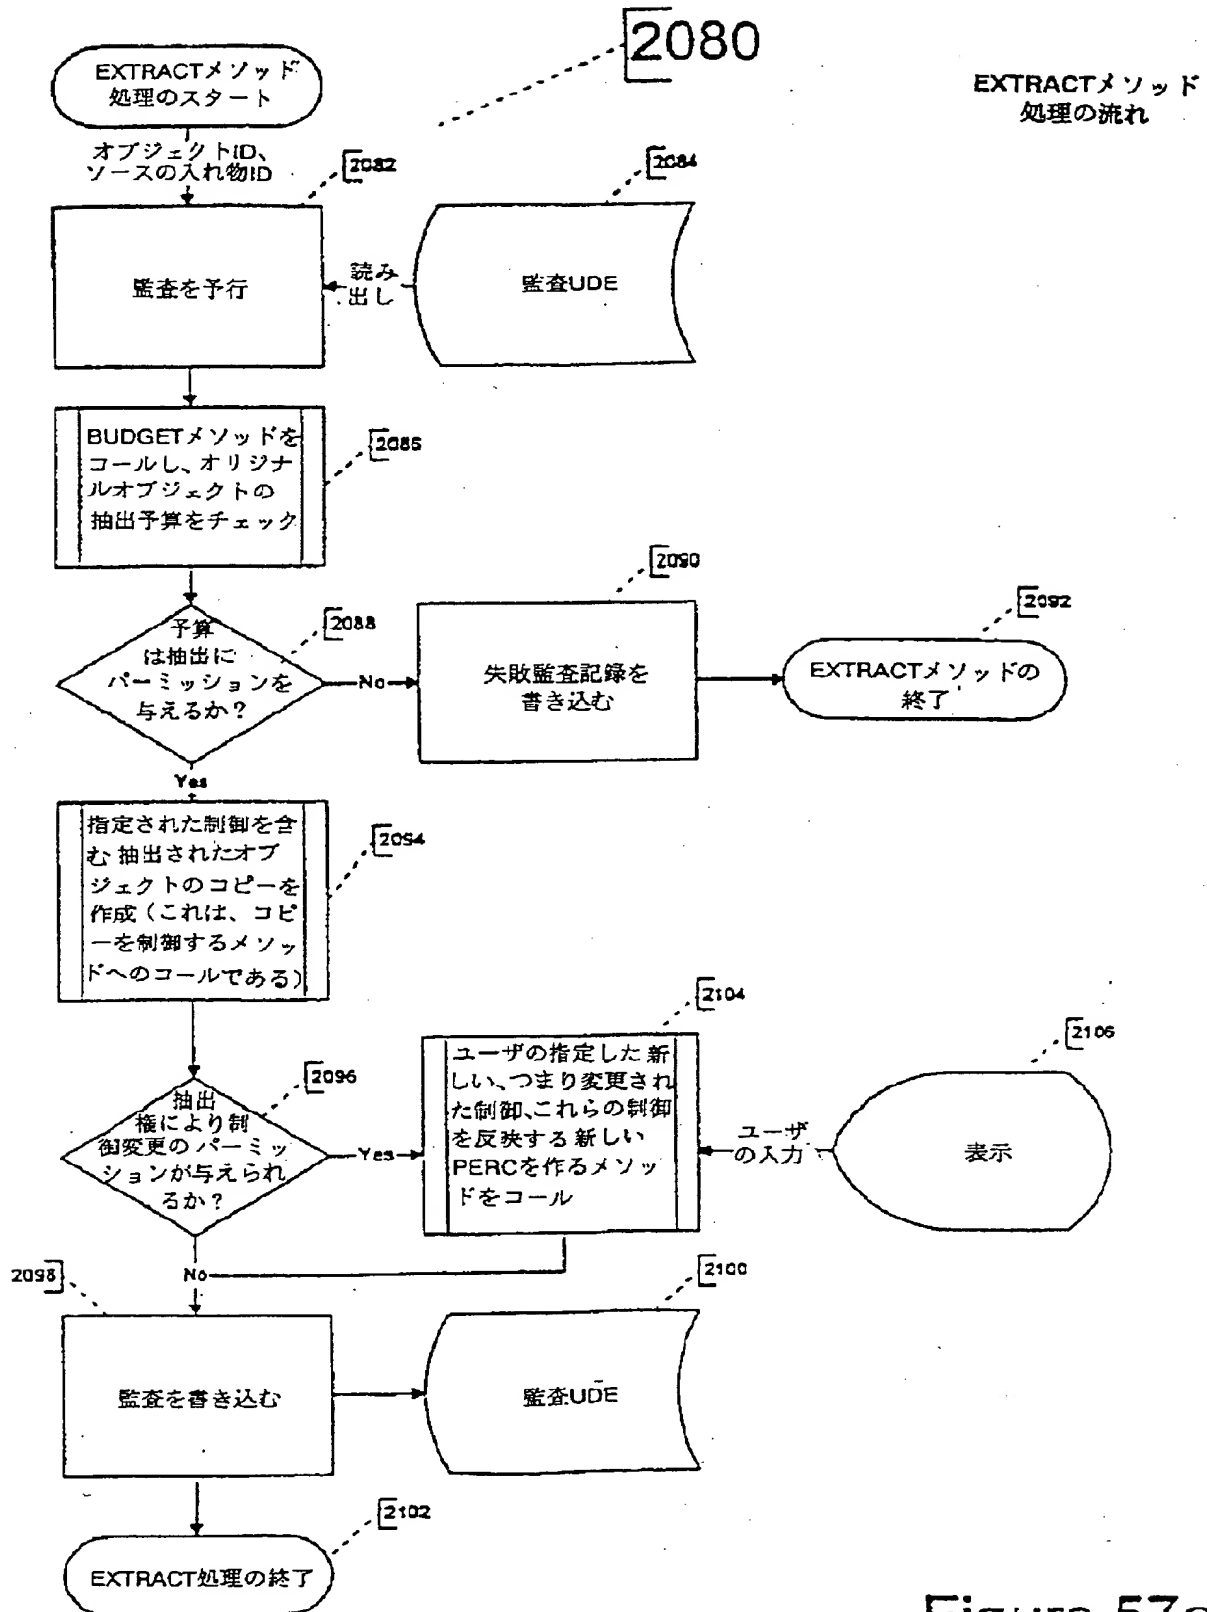 2080
EXTRACTメソッド
処理のスタート
EXTRACTメソッド
処理の流れ
オブジェクトID、
ソースの入れ物ID
2082
2084
監査を予行
読み
出し
監査UDE
BUDGETメソッドを
コールし、オリジナ
ルオブジェクトの
抽出予算をチェック
2086
予算
は抽出に
パーミッションを
与えるか?
2088
No
2090
失敗監査記録を
書き込む
2092
EXTRACTメソッドの
終了
Yes
指定された制御を含
む 抽出されたオブ
ジェクトのコピーを
作成(これは、コピ
ーを制御するメソッ
ドへのコールである)
2094
抽出
権により制
御変更のパーミッ
ションが与えられ
るか?
2096
Yes
2104
ユーザの指定した新
しい、つまり変更され
た制御、これらの制御
を反映する新しい
PERCを作るメソッ
ドをコール
ユーザ
の入力
2106
表示
No
2098
監査を書き込む
2100
監査UDE
2102
EXTRACT処理の終了